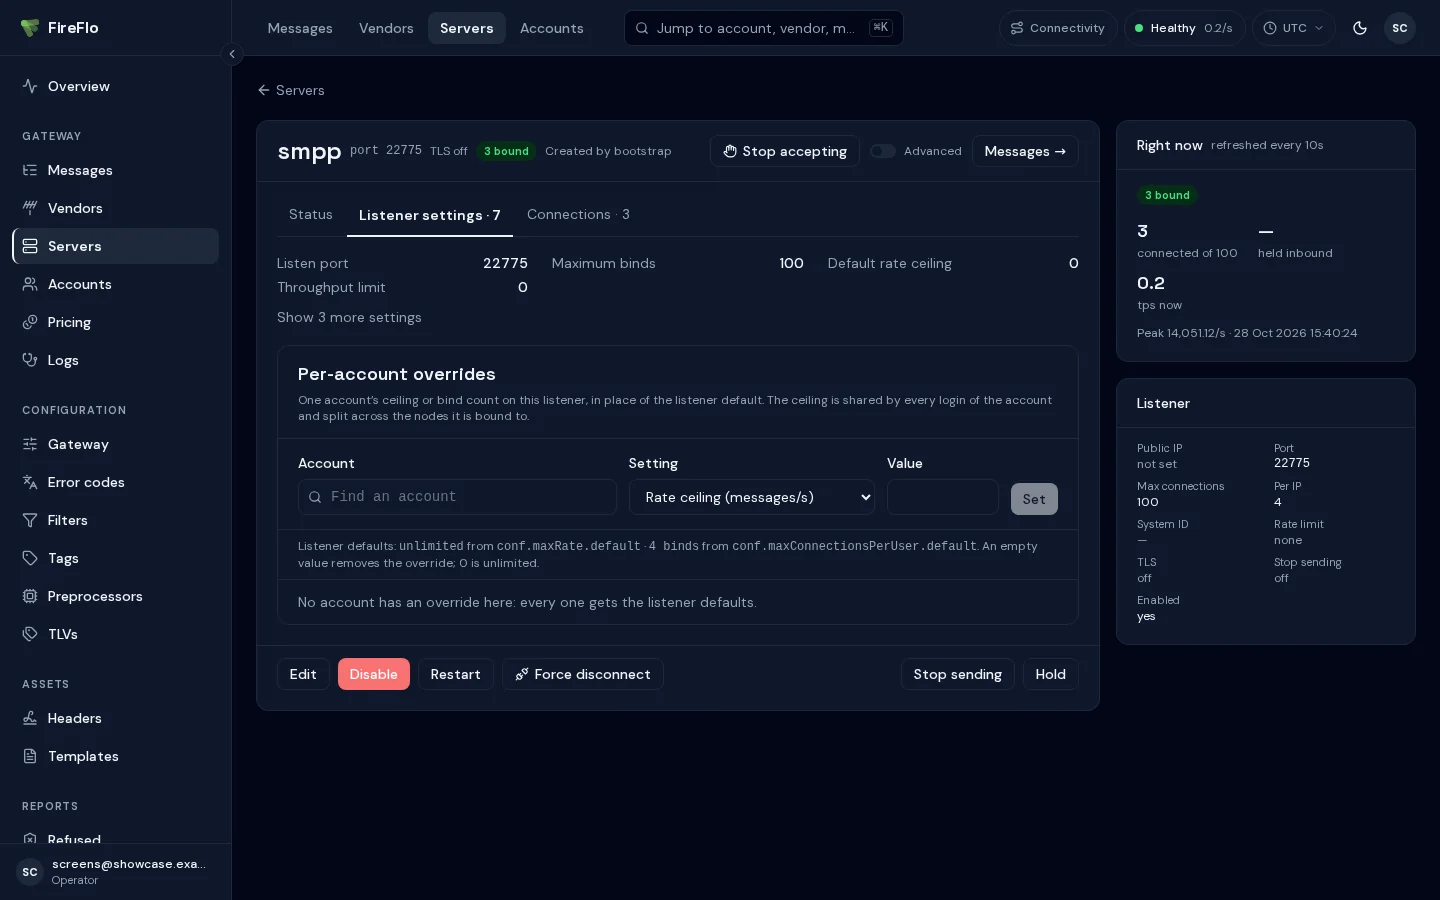 FireFlo
Messages
Vendors
Servers
Accounts
Jump to account, vendor, m...
⌘K
Connectivity
Healthy 0.2/s
UTC
SC
Overview
GATEWAY
Messages
Vendors
Servers
Accounts
Pricing
Logs
CONFIGURATION
Gateway
Error codes
Filters
Tags
Preprocessors
TLVs
ASSETS
Headers
Templates
REPORTS
Refused
SC
screens@showcase.exa...
Operator
← Servers
smpp port 22775 TLS off 3 bound Created by bootstrap
Stop accepting
Advanced
Messages →
Status
Listener settings · 7
Connections · 3
Listen port 22775
Maximum binds 100
Default rate ceiling 0
Throughput limit 0
Show 3 more settings
Per-account overrides
One account's ceiling or bind count on this listener, in place of the listener default. The ceiling is shared by every login of the account
and split across the nodes it is bound to.
Account
Setting
Value
Find an account
Rate ceiling (messages/s)
Set
Listener defaults: unlimited from conf.maxRate.default · 4 binds from conf.maxConnectionsPerUser.default. An empty
value removes the override; 0 is unlimited.
No account has an override here: every one gets the listener defaults.
Edit
Disable
Restart
Force disconnect
Stop sending
Hold
Right now refreshed every 10s
3 bound
3
connected of 100
—
held inbound
0.2
tps now
Peak 14,051.12/s · 28 Oct 2026 15:40:24
Listener
Public IP
not set
Port
22775
Max connections
100
Per IP
4
System ID
—
Rate limit
none
TLS
off
Stop sending
off
Enabled
yes